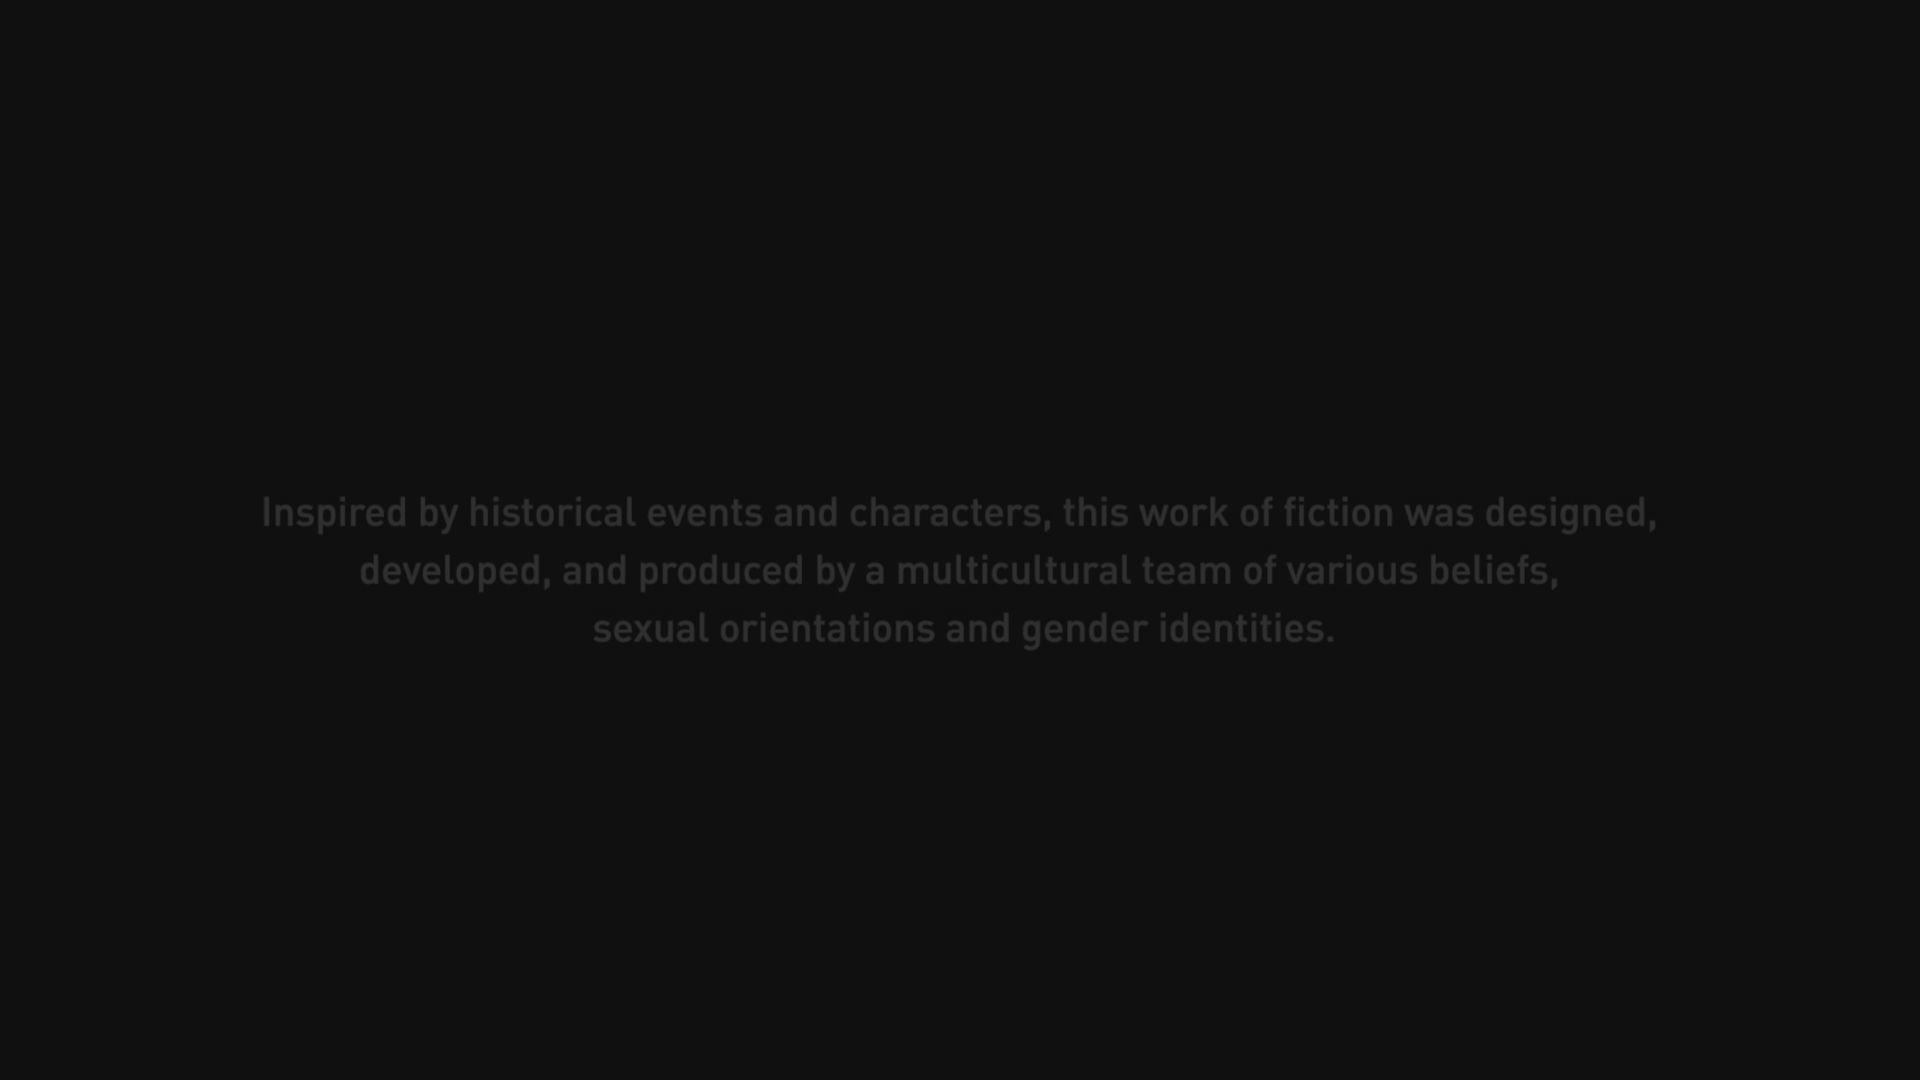 Inspired by historical events and characters, this work of fiction was designed,
developed, and produced by a multicultural team of various beliefs,
sexual orientations and gender identities.